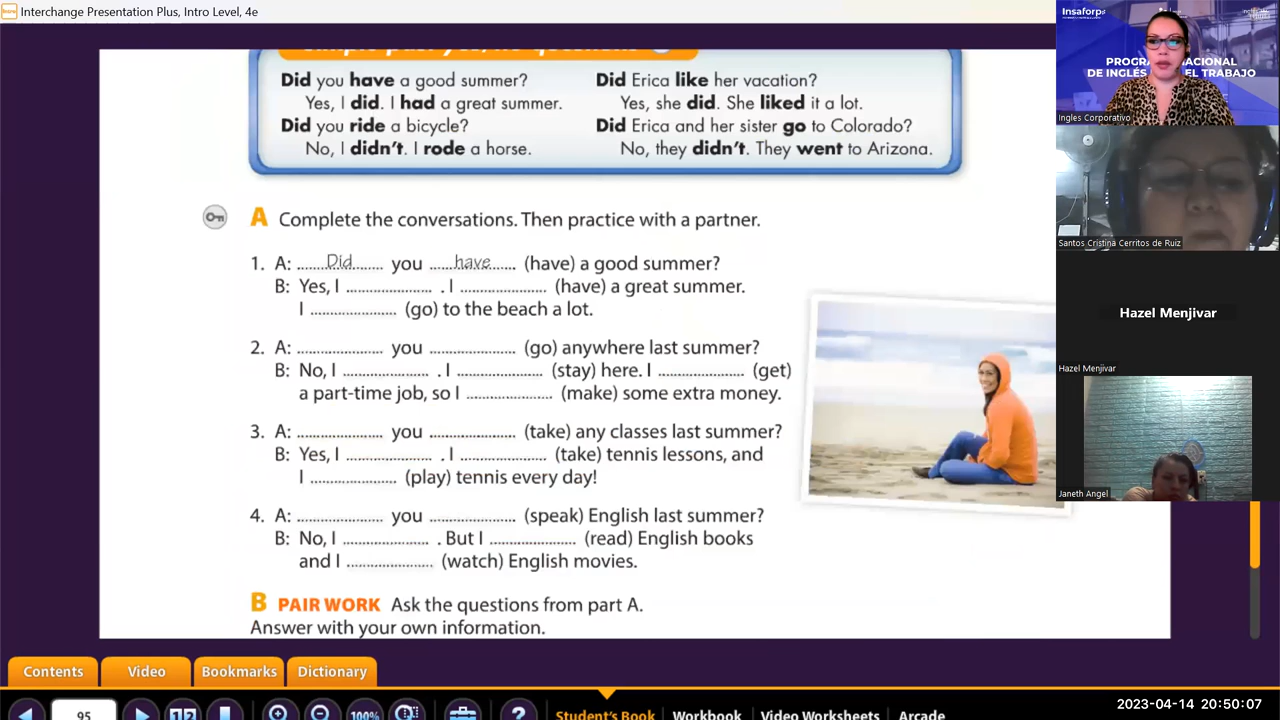 Interchange Presentation Plus, Intro Level, 4e
Simple past yes/no questions
Did you have a good summer?
Yes, I did. I had a great summer.
Did you ride a bicycle?
No, I didn't. I rode a horse.
Did Erica like her vacation?
Yes, she did. She liked it a lot.
Did Erica and her sister go to Colorado?
No, they didn't. They went to Arizona.
A Complete the conversations. Then practice with a partner.
1. A: Did you have (have) a good summer?
B: Yes, I ..................... . I ..................... (have) a great summer.
I ..................... (go) to the beach a lot.
2. A: ..................... you ..................... (go) anywhere last summer?
B: No, I ..................... . I ..................... (stay) here. I ..................... (get)
a part-time job, so I ..................... (make) some extra money.
3. A: ..................... you ..................... (take) any classes last summer?
B: Yes, I ..................... . I ..................... (take) tennis lessons, and
I ..................... (play) tennis every day!
4. A: ..................... you ..................... (speak) English last summer?
B: No, I ..................... . But I ..................... (read) English books
and I ..................... (watch) English movies.
B PAIR WORK Ask the questions from part A.
Answer with your own information.
Insaforp
Ingles Corporativo
Santos Cristina Cerritos de Ruiz
Hazel Menjivar
Hazel Menjivar
Janeth Angel
Contents
Video
Bookmarks
Dictionary
95
1 2
100%
?
Student's Book
Workbook
Video Worksheets
Arcade
2023-04-14 20:50:07